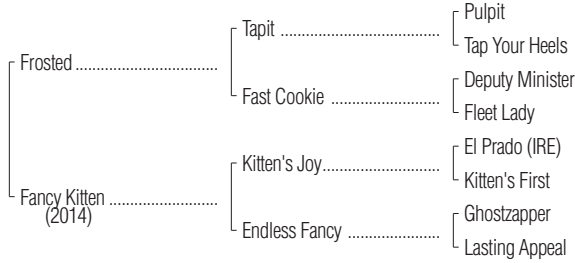 Pulpit
Tapit ....................................
Tap Your Heels
Frosted ................................
Deputy Minister
Fast Cookie ...........................
Fleet Lady
El Prado (IRE)
Kitten's Joy...........................
Kitten's First
Fancy Kitten ........................
(2014)
Ghostzapper
Endless Fancy .....................
Lasting Appeal